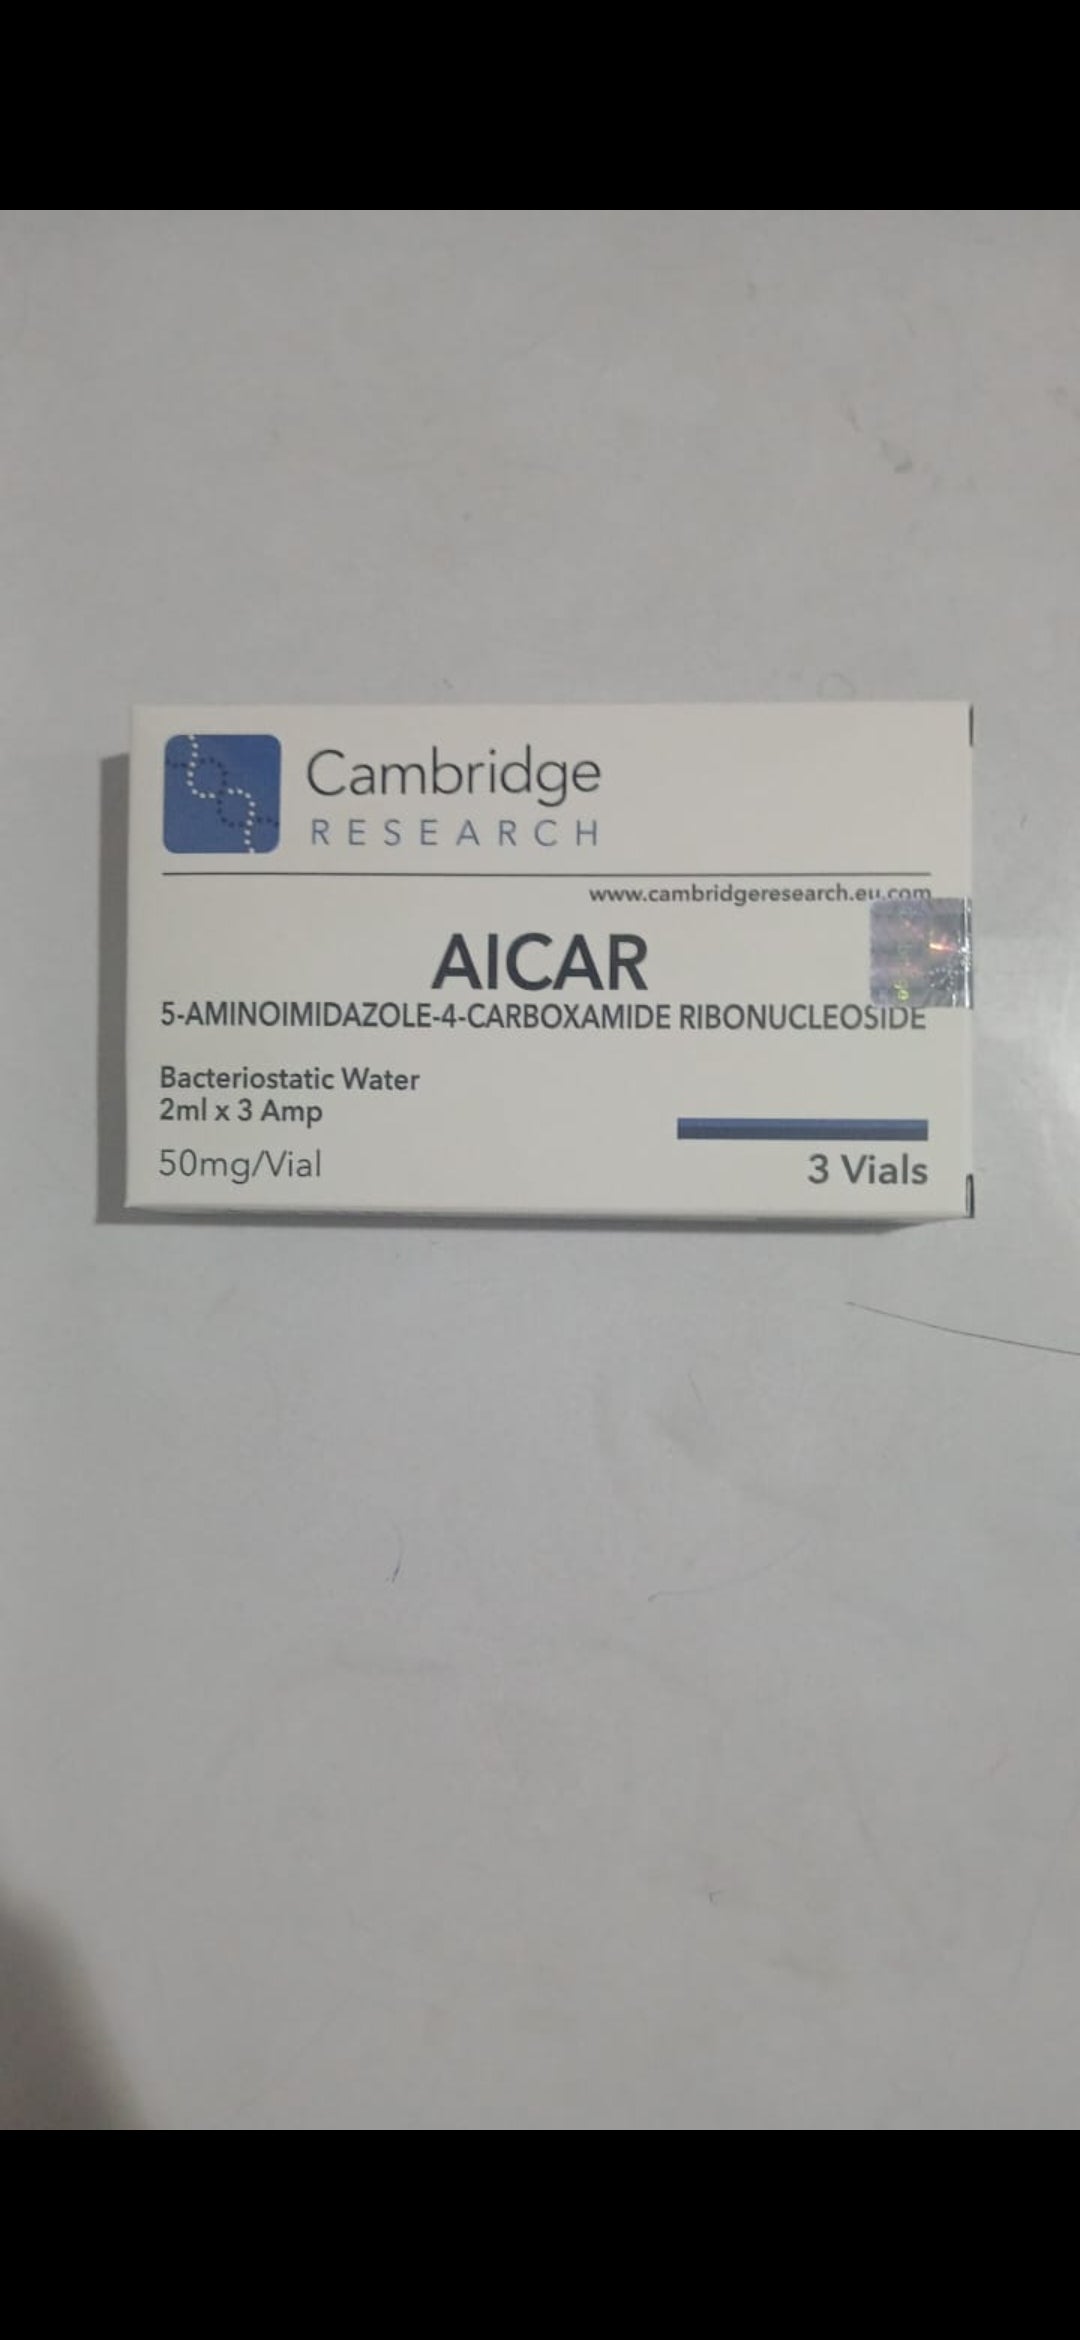 Cambridge
RESEARCH
www.cambridgeresearch.eu.com
AICAR
5-AMINOIMIDAZOLE-4-CARBOXAMIDE RIBONUCLEOSIDE
Bacteriostatic Water
2ml x 3 Amp
50mg/Vial
3 Vials